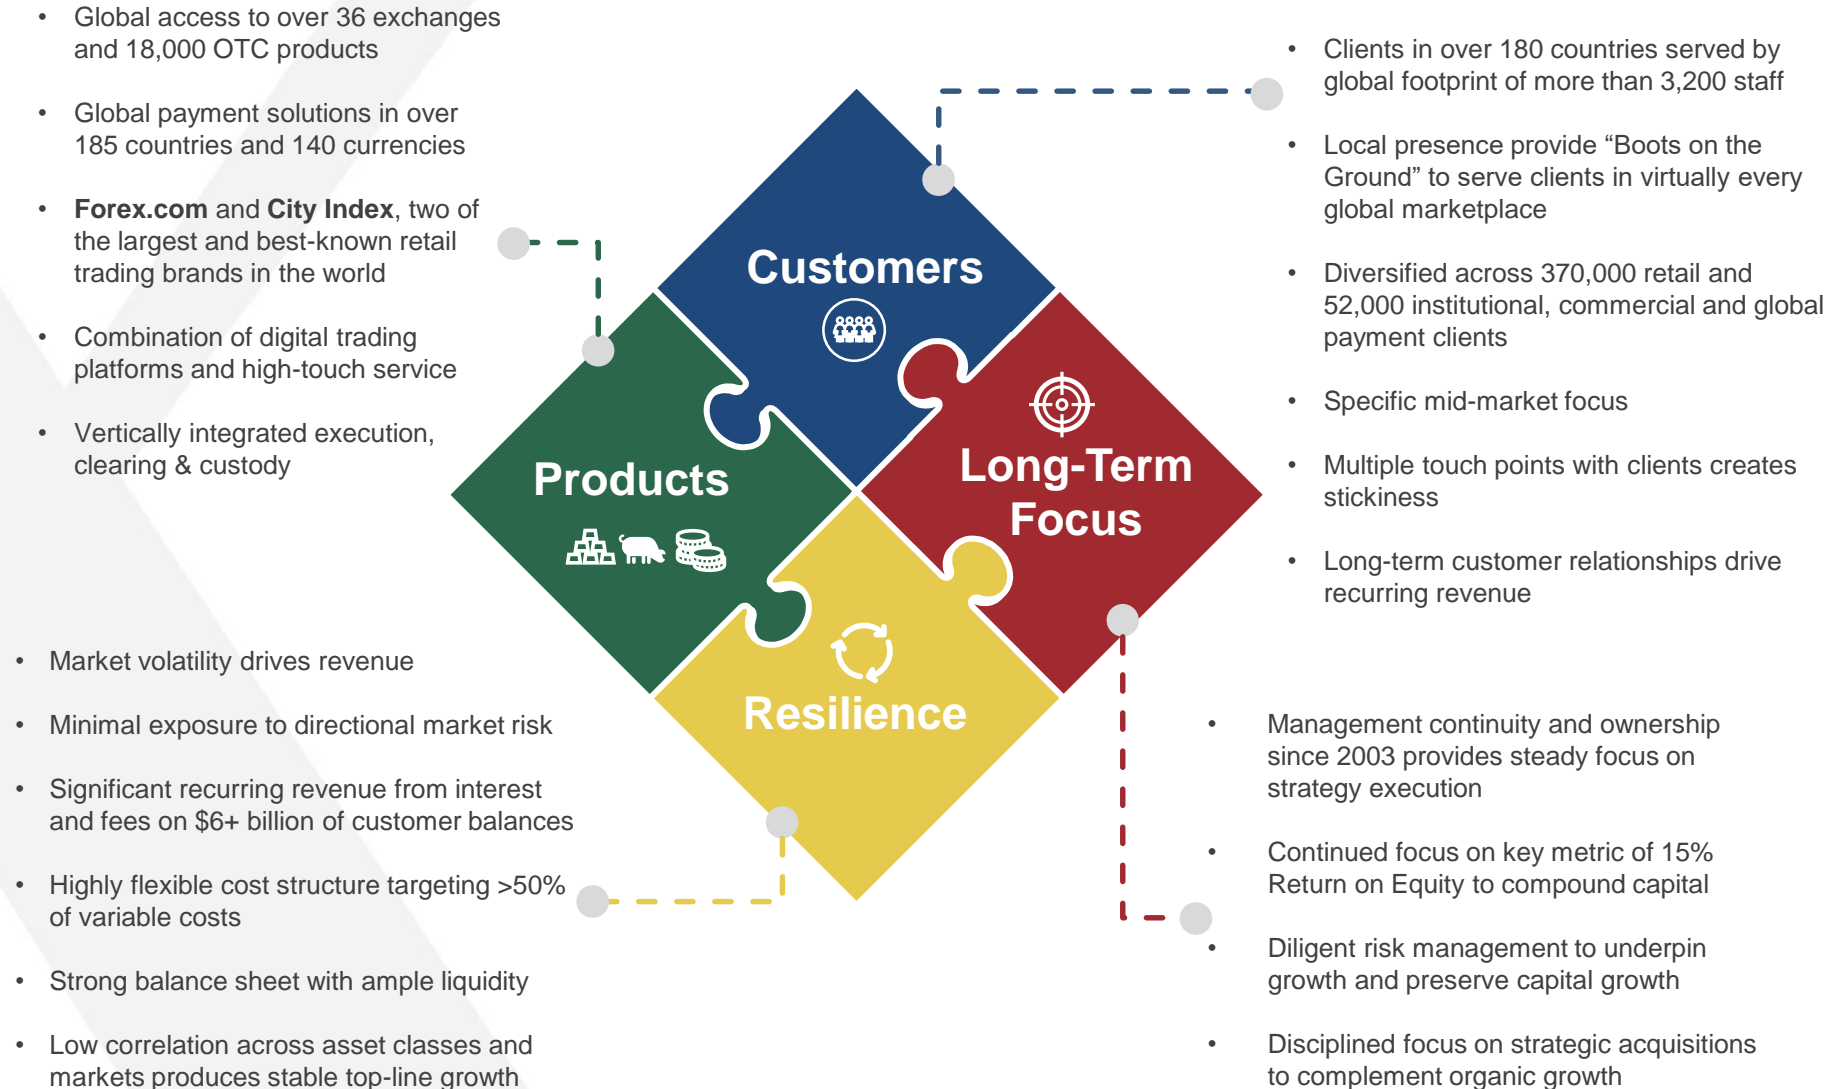 • Global access to over 36 exchanges
and 18,000 OTC products
• Global payment solutions in over
185 countries and 140 currencies
• Forex.com and City Index, two of
the largest and best-known retail
trading brands in the world
• Combination of digital trading
platforms and high-touch service
• Vertically integrated execution,
clearing & custody
• Clients in over 180 countries served by
global footprint of more than 3,200 staff
• Local presence provide “Boots on the
Ground” to serve clients in virtually every
global marketplace
• Diversified across 370,000 retail and
52,000 institutional, commercial and global
payment clients
• Specific mid-market focus
• Multiple touch points with clients creates
stickiness
• Long-term customer relationships drive
recurring revenue
Customers
Products
Long-Term
Focus
Resilience
• Market volatility drives revenue
• Minimal exposure to directional market risk
• Significant recurring revenue from interest
and fees on $6+ billion of customer balances
• Highly flexible cost structure targeting >50%
of variable costs
• Strong balance sheet with ample liquidity
• Low correlation across asset classes and
markets produces stable top-line growth
• Management continuity and ownership
since 2003 provides steady focus on
strategy execution
• Continued focus on key metric of 15%
Return on Equity to compound capital
• Diligent risk management to underpin
growth and preserve capital growth
• Disciplined focus on strategic acquisitions
to complement organic growth